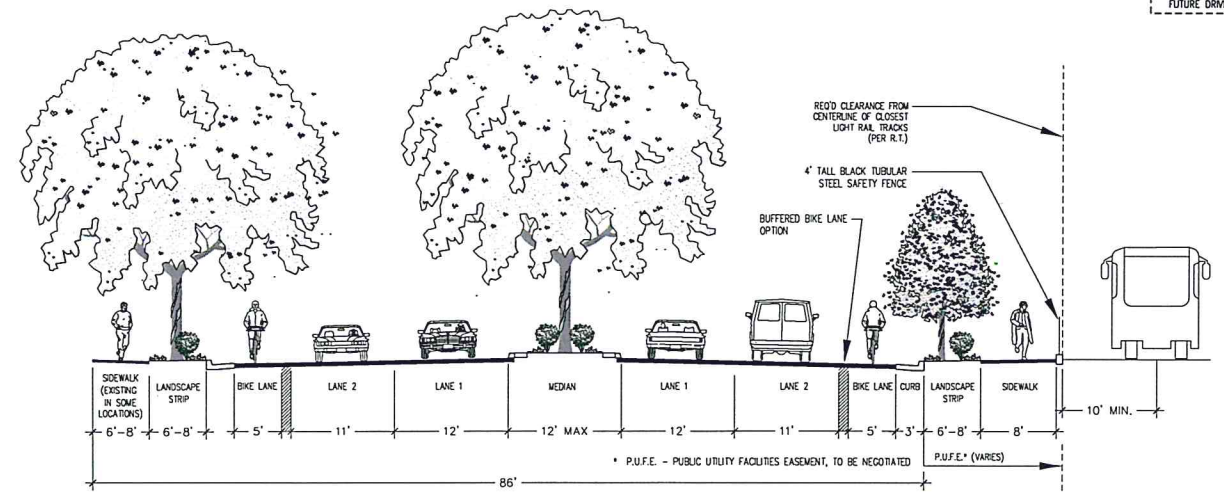 FUTURE DRIV
REQ'D CLEARANCE FROM
CENTERLINE OF CLOSEST
LIGHT RAIL TRACKS
(PER R.T.)
4' TALL BLACK TUBULAR
STEEL SAFETY FENCE
BUFFERED BIKE LANE
OPTION
SIDEWALK
(EXISTING
IN SOME
LOCATIONS)
LANDSCAPE
STRIP
BIKE LANE
LANE 2
LANE 1
MEDIAN
LANE 1
LANE 2
BIKE LANE
CURB
LANDSCAPE
STRIP
SIDEWALK
6'-8'
6'-8'
5'
11'
12'
12' MAX
12'
11'
5'
3'
6'-8'
8'
10' MIN.
* P.U.F.E. - PUBLIC UTILITY FACILITIES EASEMENT, TO BE NEGOTIATED
P.U.F.E.* (VARIES)
86'